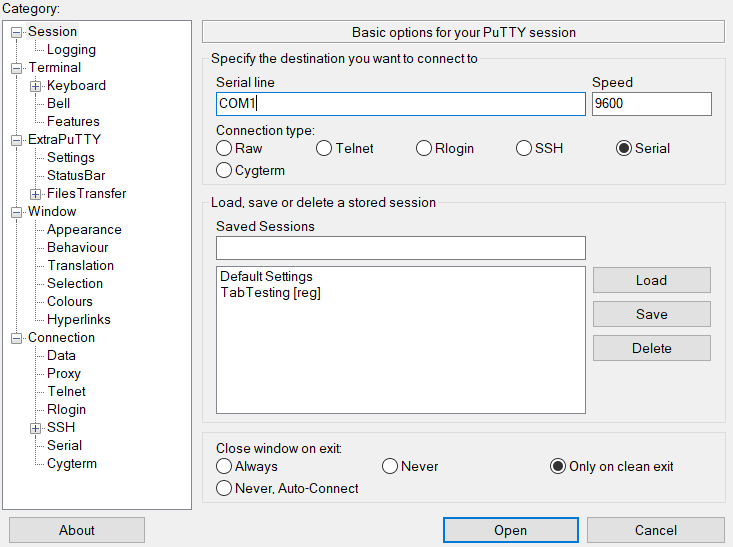 Category:
Session
Logging
Terminal
Keyboard
Bell
Features
ExtraPuTTY
Settings
StatusBar
FilesTransfer
Window
Appearance
Behaviour
Translation
Selection
Colours
Hyperlinks
Connection
Data
Proxy
Telnet
Rlogin
SSH
Serial
Cygterm
Basic options for your PuTTY session
Specify the destination you want to connect to
Serial line Speed
COM1 9600
Connection type:
Raw Telnet Rlogin SSH Serial
Cygterm
Load, save or delete a stored session
Saved Sessions
Default Settings
TabTesting [reg]
Load
Save
Delete
Close window on exit:
Always Never Only on clean exit
Never, Auto-Connect
About Open Cancel